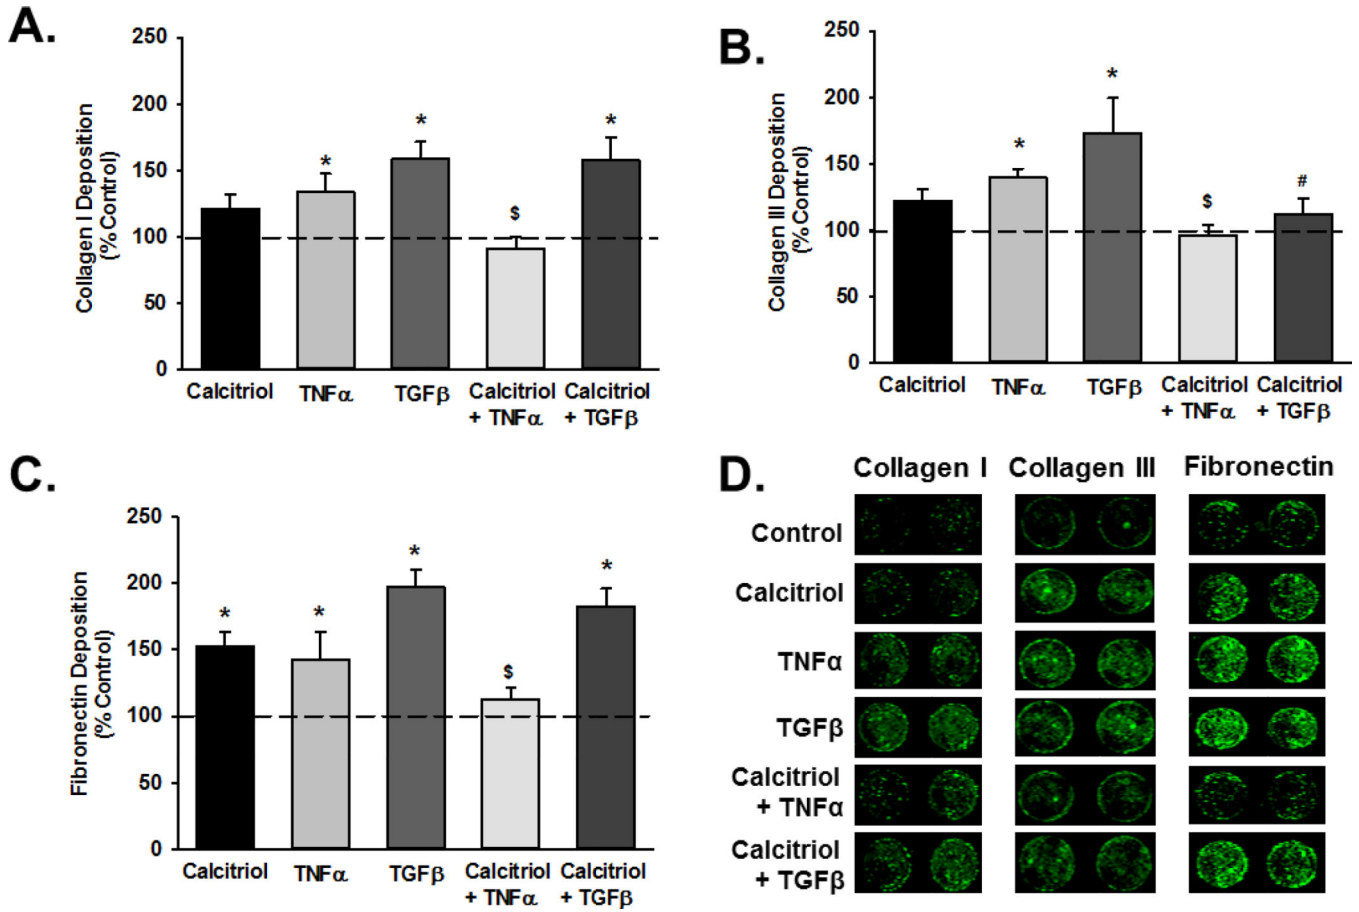 A.
Collagen I Deposition
(% Control)
250
200
150
100
50
0
*
*
$
*
Calcitriol
TNFα
TGFβ
Calcitriol
+ TNFα
Calcitriol
+ TGFβ
B.
Collagen III Deposition
(% Control)
250
200
150
100
50
0
*
*
$
#
Calcitriol
TNFα
TGFβ
Calcitriol
+ TNFα
Calcitriol
+ TGFβ
C.
Fibronectin Deposition
(% Control)
250
200
150
100
50
0
*
*
*
$
*
Calcitriol
TNFα
TGFβ
Calcitriol
+ TNFα
Calcitriol
+ TGFβ
D.
Collagen I Collagen III Fibronectin
Control
Calcitriol
TNFα
TGFβ
Calcitriol
+ TNFα
Calcitriol
+ TGFβ